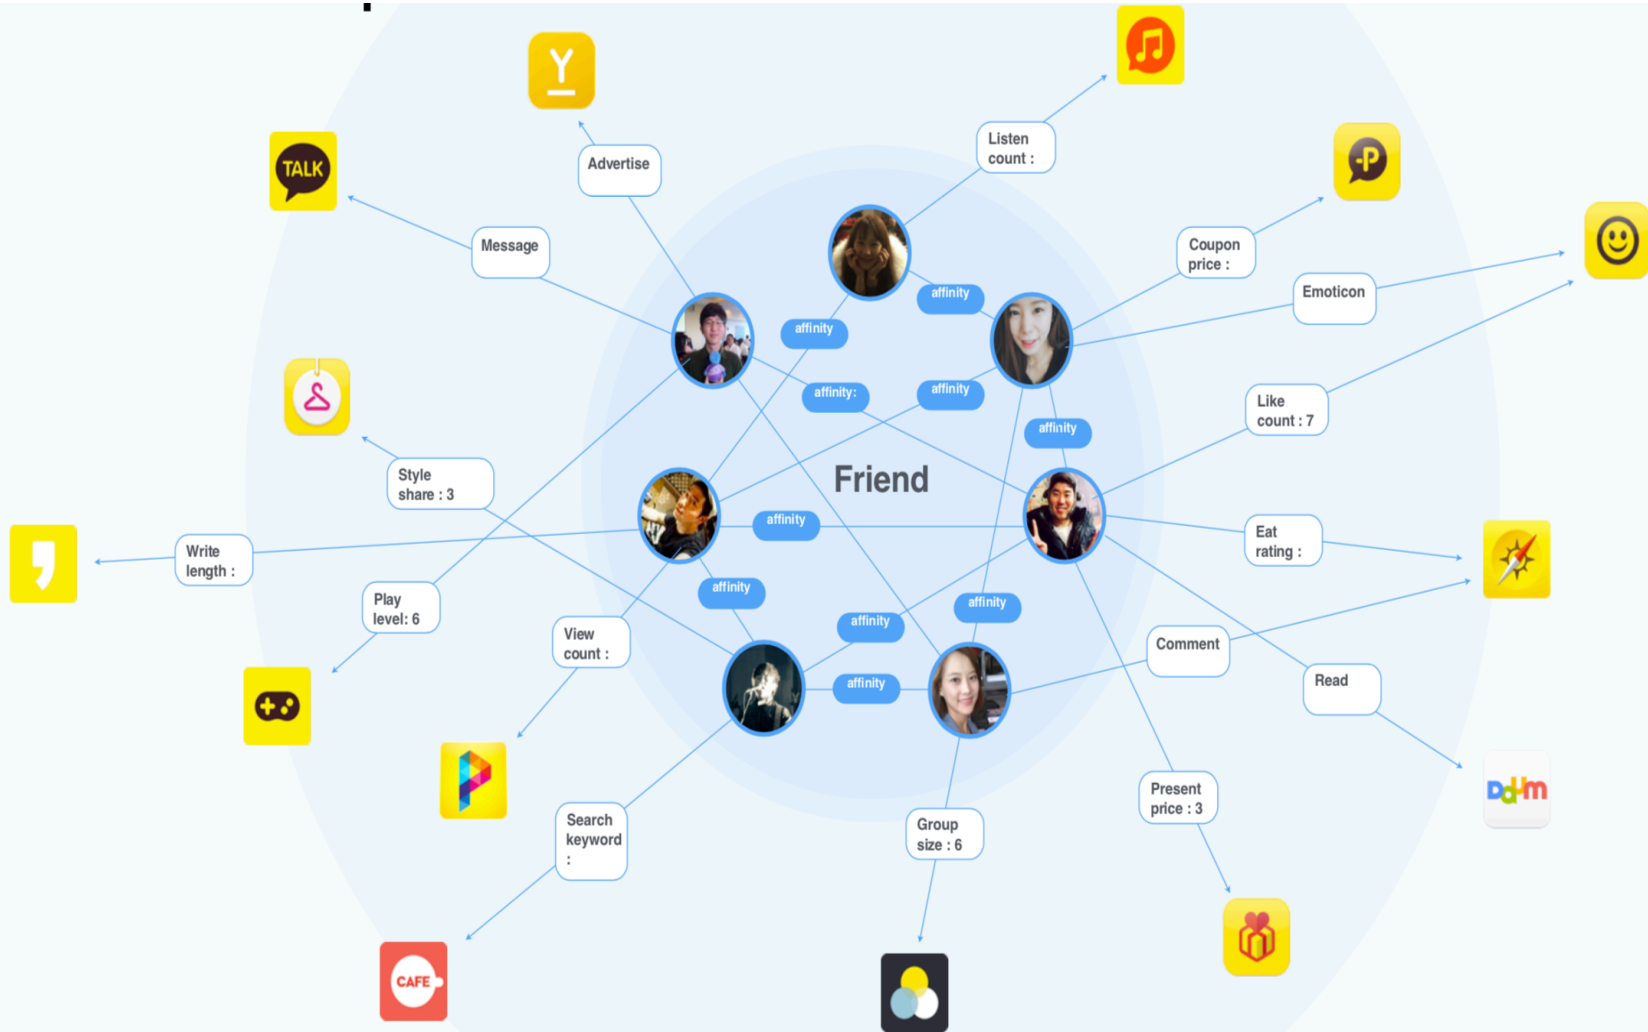 Y
TALK
Advertise
Message
Listen
count :
-P
Coupon
price :
Emoticon
affinity
affinity
affinity:
affinity
affinity
Like
count : 7
Friend
Style
share : 3
affinity
Eat
rating :
Write
length :
Play
level: 6
affinity
affinity
affinity
View
count :
Comment
Read
affinity
P
Daum
Present
price : 3
Search
keyword
:
Group
size : 6
CAFE